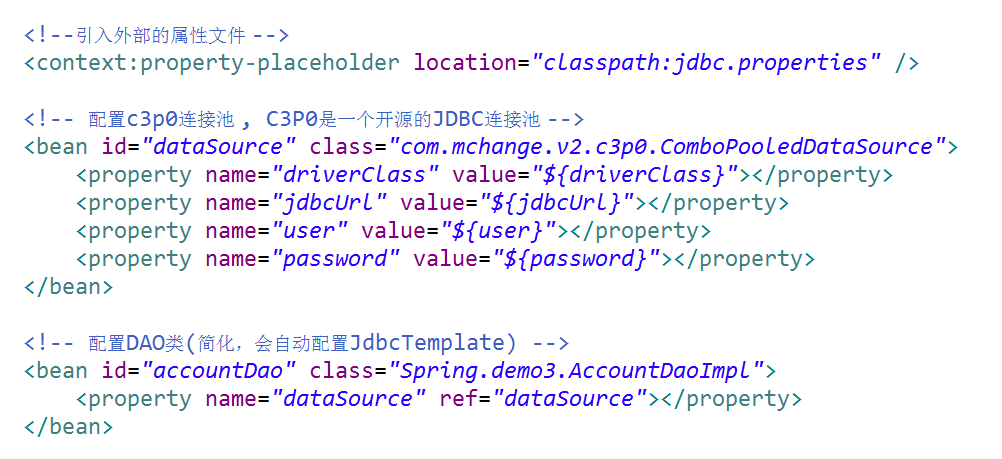 <!--引入外部的属性文件 -->
<context:property-placeholder location="classpath:jdbc.properties" />
<!-- 配置c3p0连接池 , C3P0是一个开源的JDBC连接池 -->
<bean id="dataSource" class="com.mchange.v2.c3p0.ComboPooledDataSource">
<property name="driverClass" value="${driverClass}"></property>
<property name="jdbcUrl" value="${jdbcUrl}"></property>
<property name="user" value="${user}"></property>
<property name="password" value="${password}"></property>
</bean>
<!-- 配置DAO类(简化，会自动配置JdbcTemplate) -->
<bean id="accountDao" class="Spring.demo3.AccountDaoImpl">
<property name="dataSource" ref="dataSource"></property>
</bean>